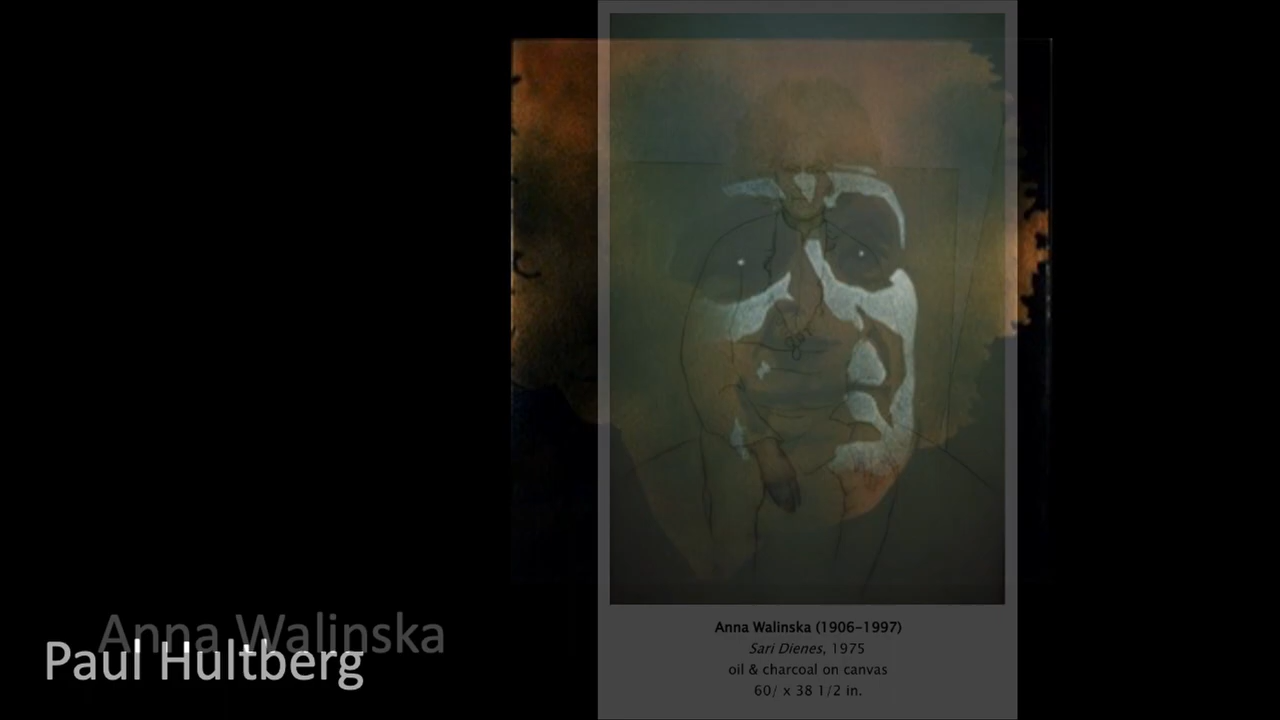 Anna Walinska
Paul Hultberg
Anna Walinska (1906-1997)
Sari Dienes, 1975
oil & charcoal on canvas
60/ x 38 1/2 in.